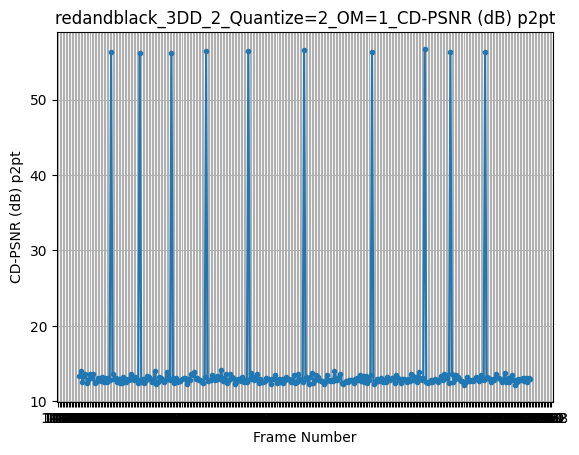 redandblack_3DD_2_Quantize=2_OM=1_CD-PSNR (dB) p2pt
CD-PSNR (dB) p2pt
50
40
30
20
10
Frame Number